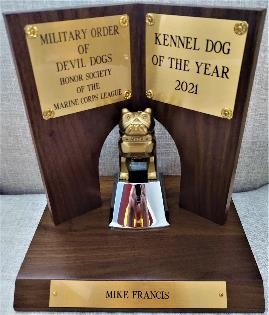 MILITARY ORDER
OF
DEVIL DOGS
HONOR SOCIETY
OF THE
MARINE CORPS LEAGUE
KENNEL DOG
OF THE YEAR
2021
MIKE FRANCIS